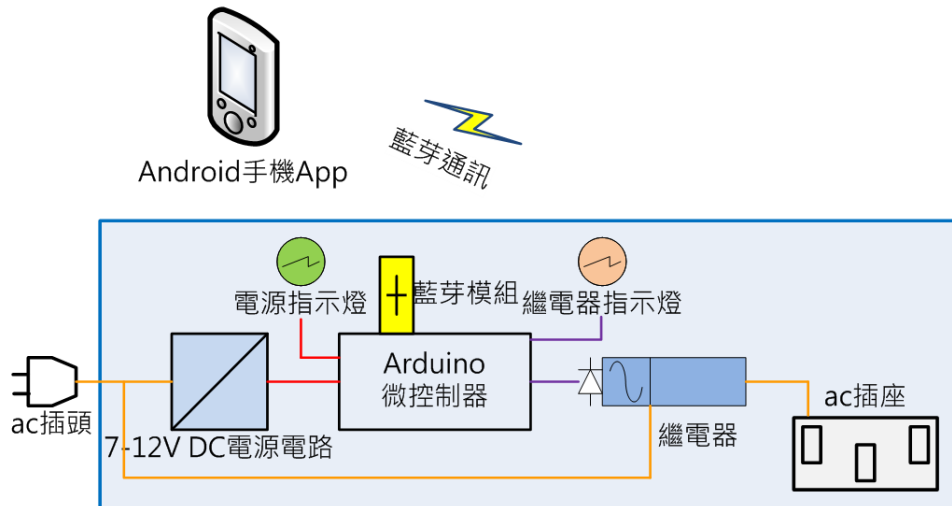 Android手機App
藍芽通訊
電源指示燈
藍芽模組
繼電器指示燈
Arduino
微控制器
ac插頭
7-12V DC電源電路
繼電器
ac插座